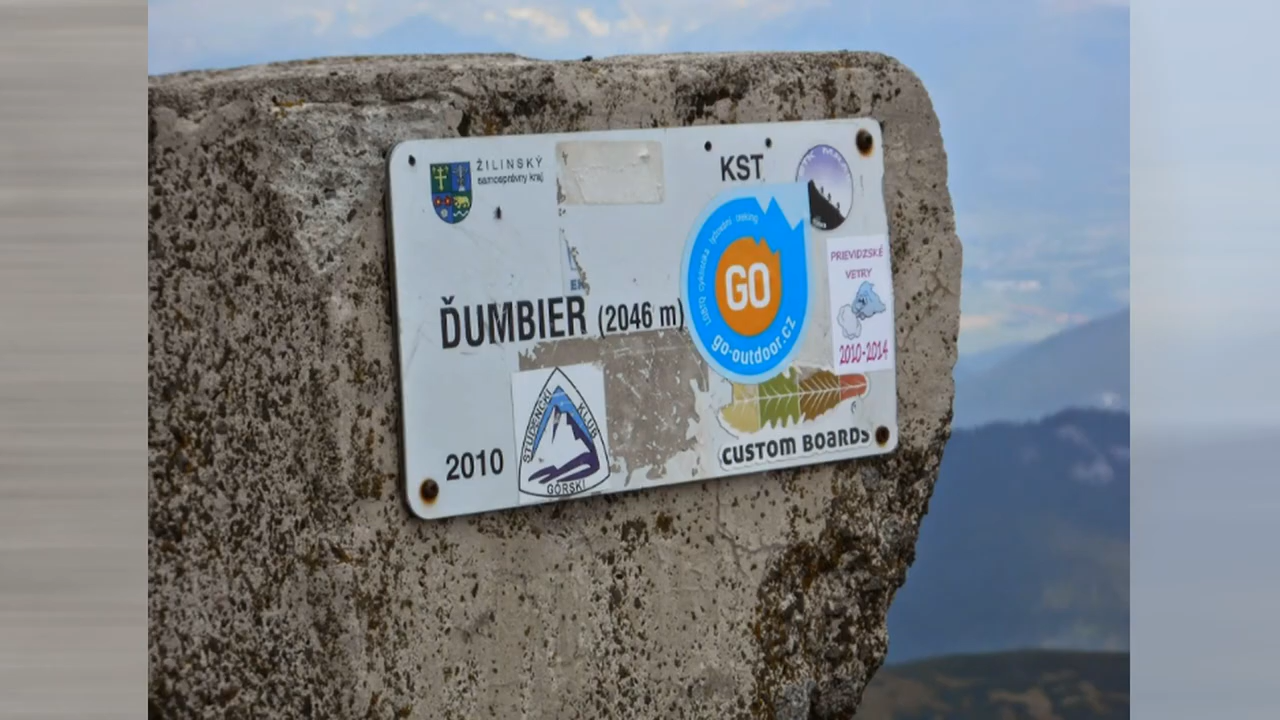 ŽILINSKÝ
samosprávny kraj
KST
ĎUMBIER (2046 m)
GO
go-outdoor.cz
PRIEVIDZSKÉ
VETRY
2010-2014
2010
STUDENCKI KLUB
GÓRSKI
CUSTOM BOARDS